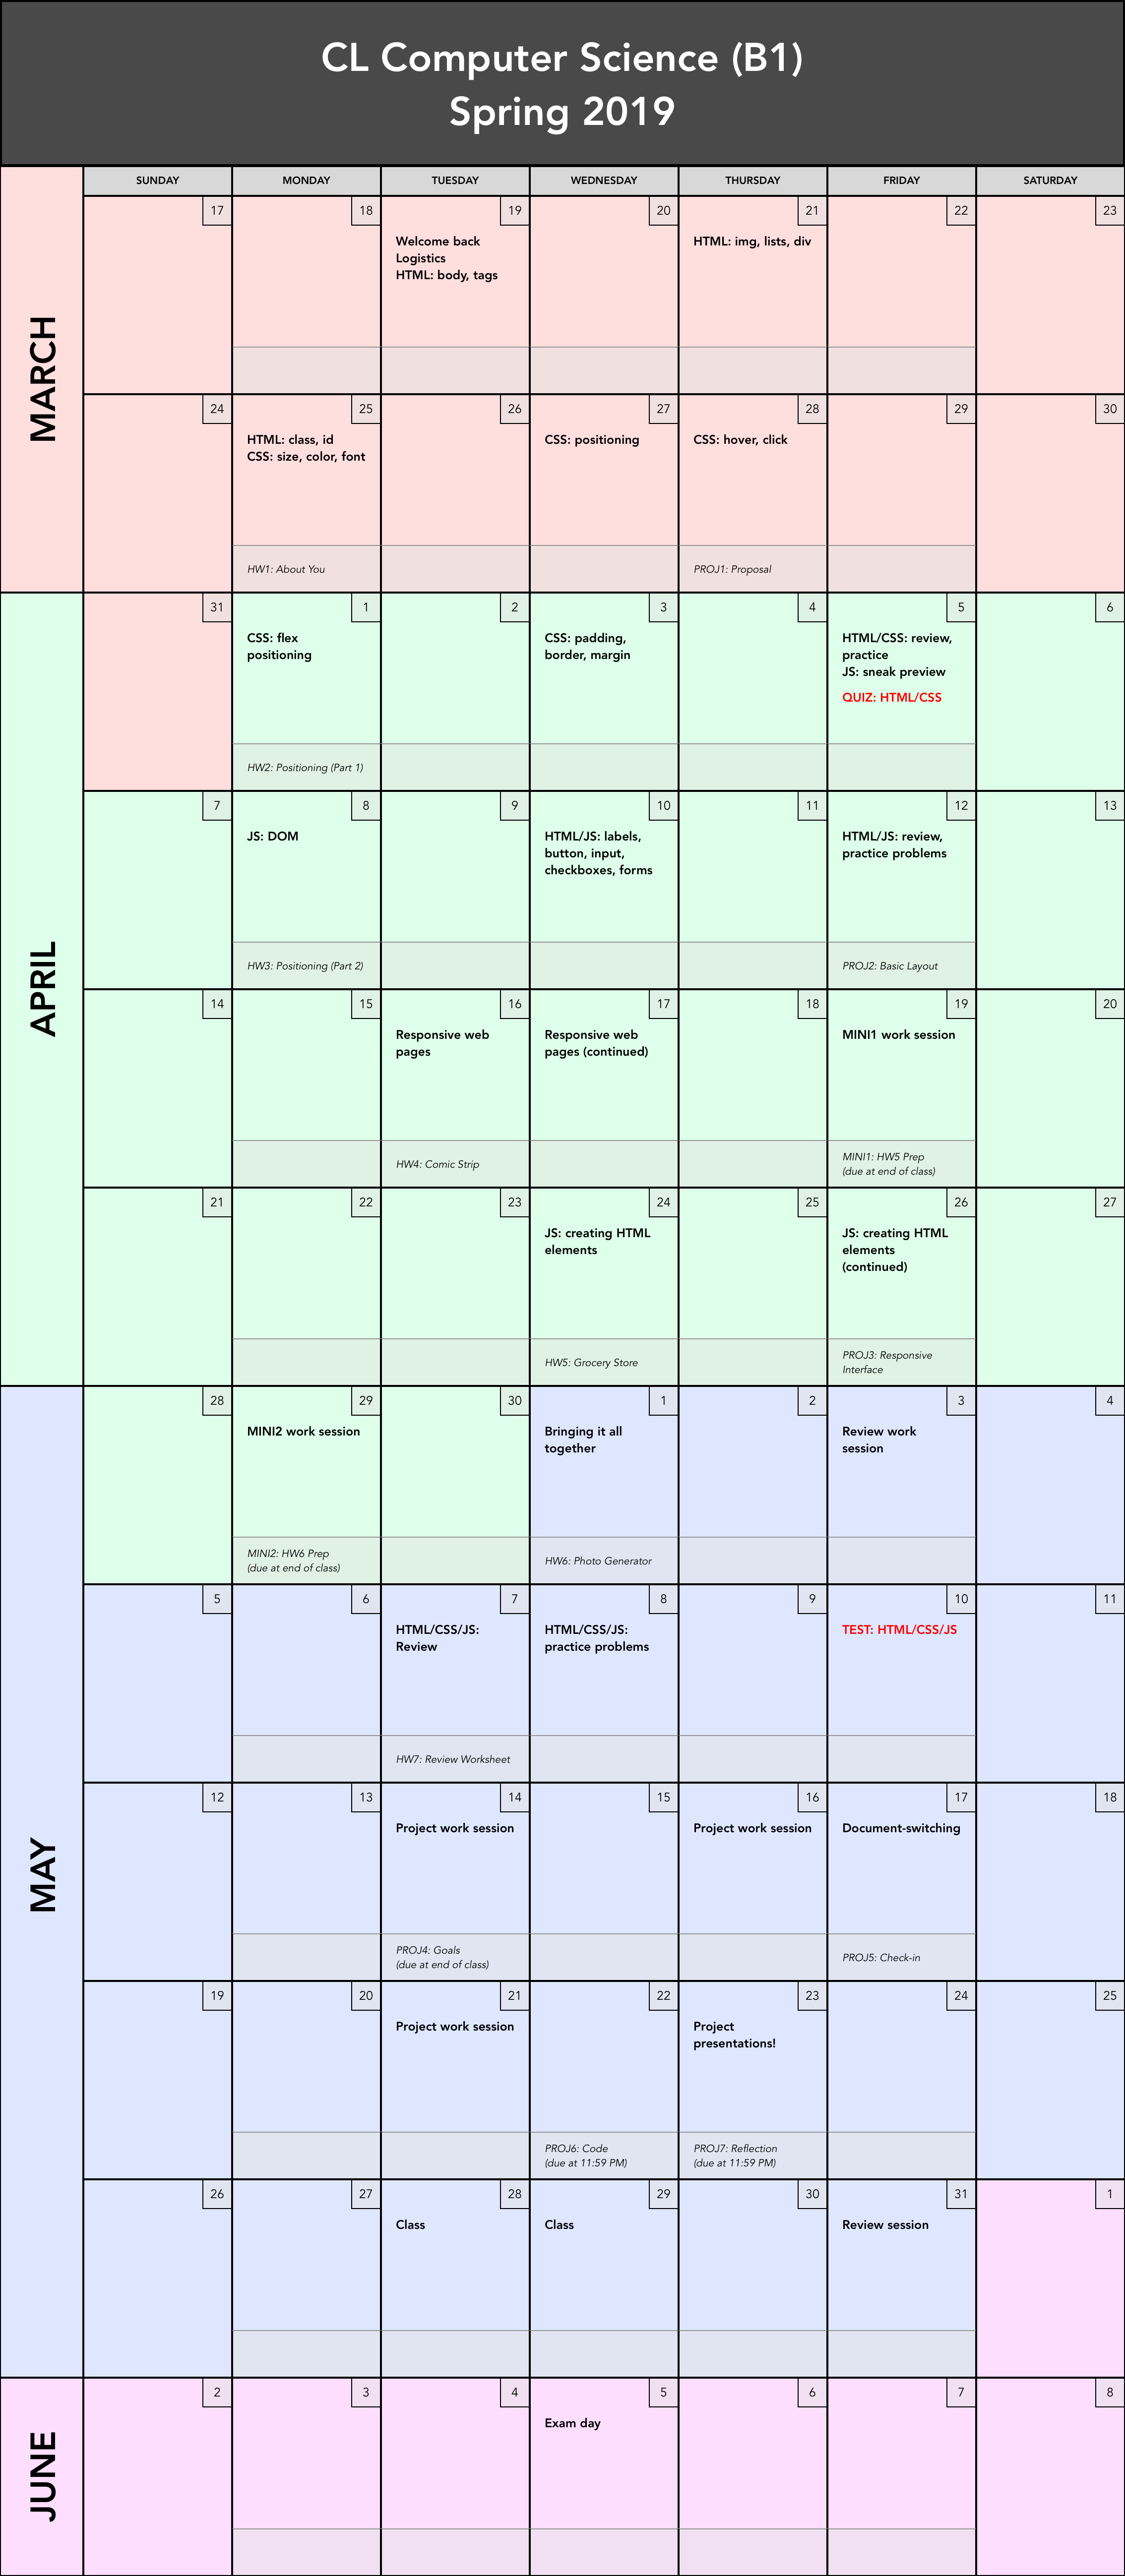 CL Computer Science (B1)
Spring 2019
SUNDAY
MONDAY
TUESDAY
WEDNESDAY
THURSDAY
FRIDAY
SATURDAY
MARCH
17
18
19
Welcome back
Logistics
HTML: body, tags
20
21
HTML: img, lists, div
22
23
24
25
HTML: class, id
CSS: size, color, font
HW1: About You
26
27
CSS: positioning
28
CSS: hover, click
PROJ1: Proposal
29
30
APRIL
31
1
CSS: flex
positioning
HW2: Positioning (Part 1)
2
3
CSS: padding,
border, margin
4
5
HTML/CSS: review,
practice
JS: sneak preview
QUIZ: HTML/CSS
6
7
8
JS: DOM
HW3: Positioning (Part 2)
9
10
HTML/JS: labels,
button, input,
checkboxes, forms
11
12
HTML/JS: review,
practice problems
PROJ2: Basic Layout
13
14
15
16
Responsive web
pages
HW4: Comic Strip
17
Responsive web
pages (continued)
18
19
MINI1 work session
MINI1: HW5 Prep
(due at end of class)
20
21
22
23
24
JS: creating HTML
elements
HW5: Grocery Store
25
26
JS: creating HTML
elements
(continued)
PROJ3: Responsive
Interface
27
MAY
28
29
MINI2 work session
MINI2: HW6 Prep
(due at end of class)
30
1
Bringing it all
together
HW6: Photo Generator
2
3
Review work
session
4
5
6
7
HTML/CSS/JS:
Review
HW7: Review Worksheet
8
HTML/CSS/JS:
practice problems
9
10
TEST: HTML/CSS/JS
11
12
13
14
Project work session
PROJ4: Goals
(due at end of class)
15
16
Project work session
17
Document-switching
PROJ5: Check-in
18
19
20
21
Project work session
22
PROJ6: Code
(due at 11:59 PM)
23
Project
presentations!
PROJ7: Reflection
(due at 11:59 PM)
24
25
26
27
28
Class
29
Class
30
31
Review session
1
JUNE
2
3
4
5
Exam day
6
7
8